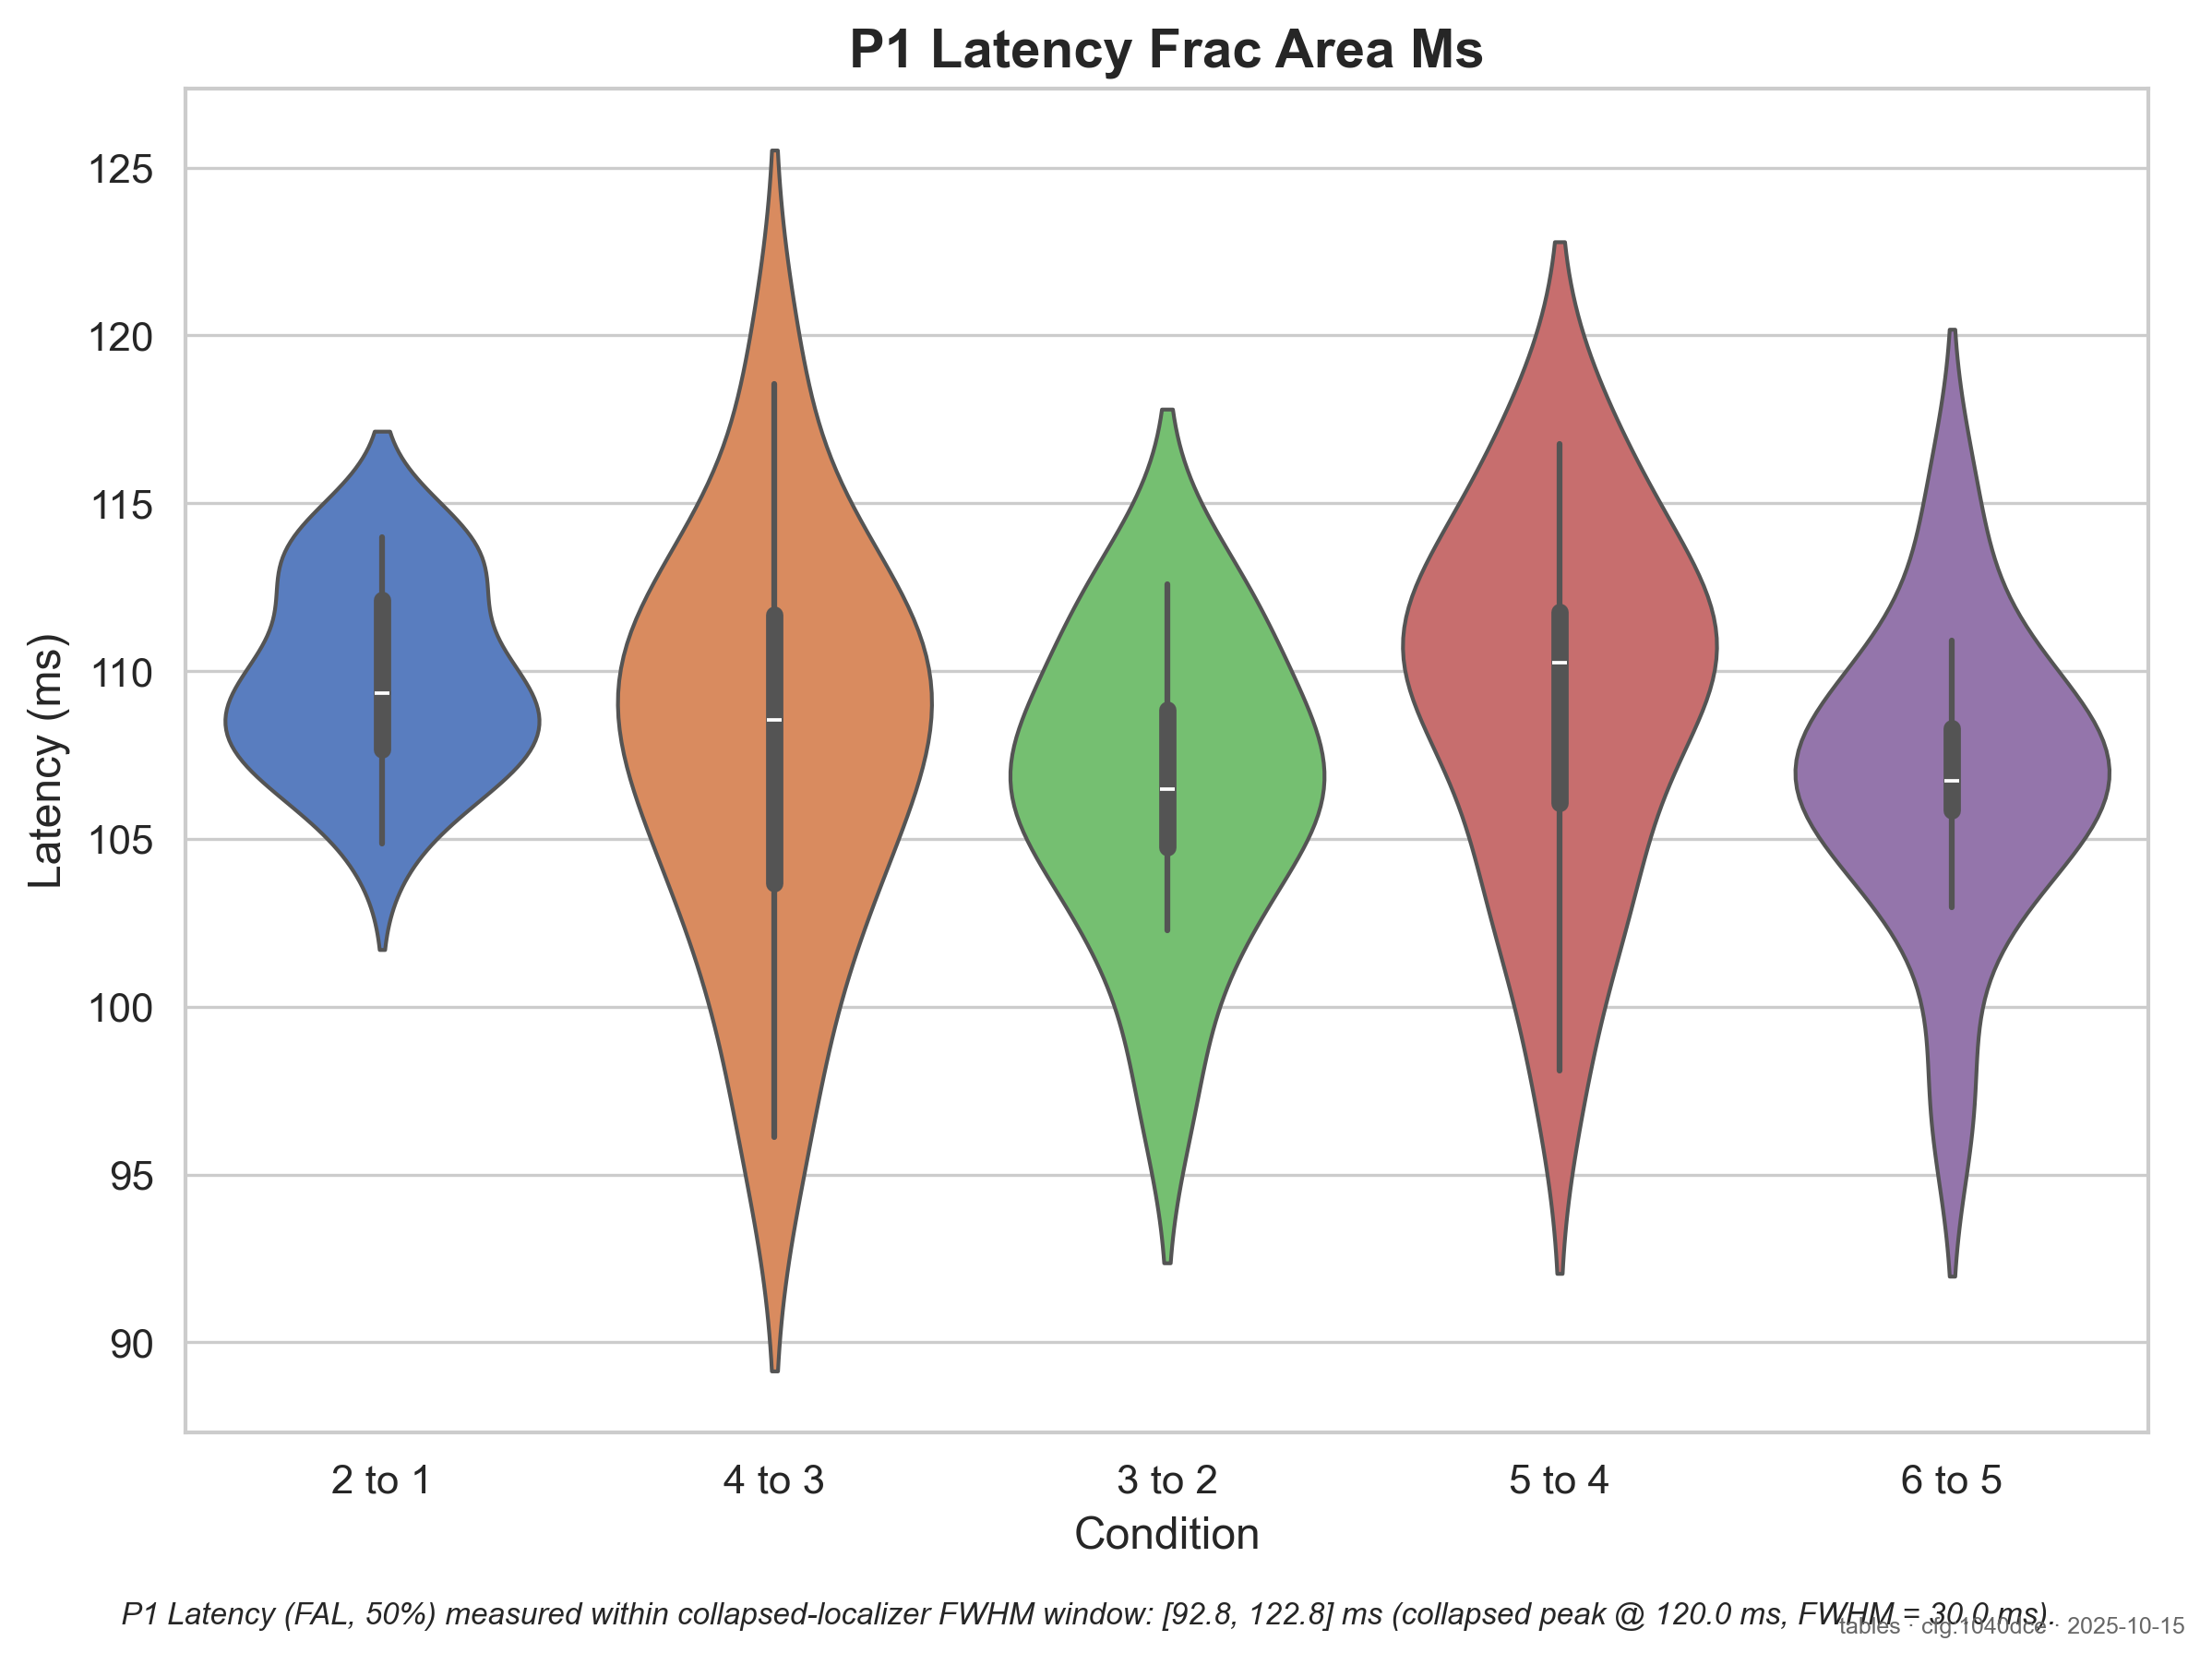 P1 Latency Frac Area Ms
Latency (ms)
125
120
115
110
105
100
95
90
2 to 1
4 to 3
3 to 2
5 to 4
6 to 5
Condition
P1 Latency (FAL, 50%) measured within collapsed-localizer FWHM window: [92.8, 122.8] ms (collapsed peak @ 120.0 ms, FWHM = 30.0 ms).
tables · cfg:1040dce · 2025-10-15